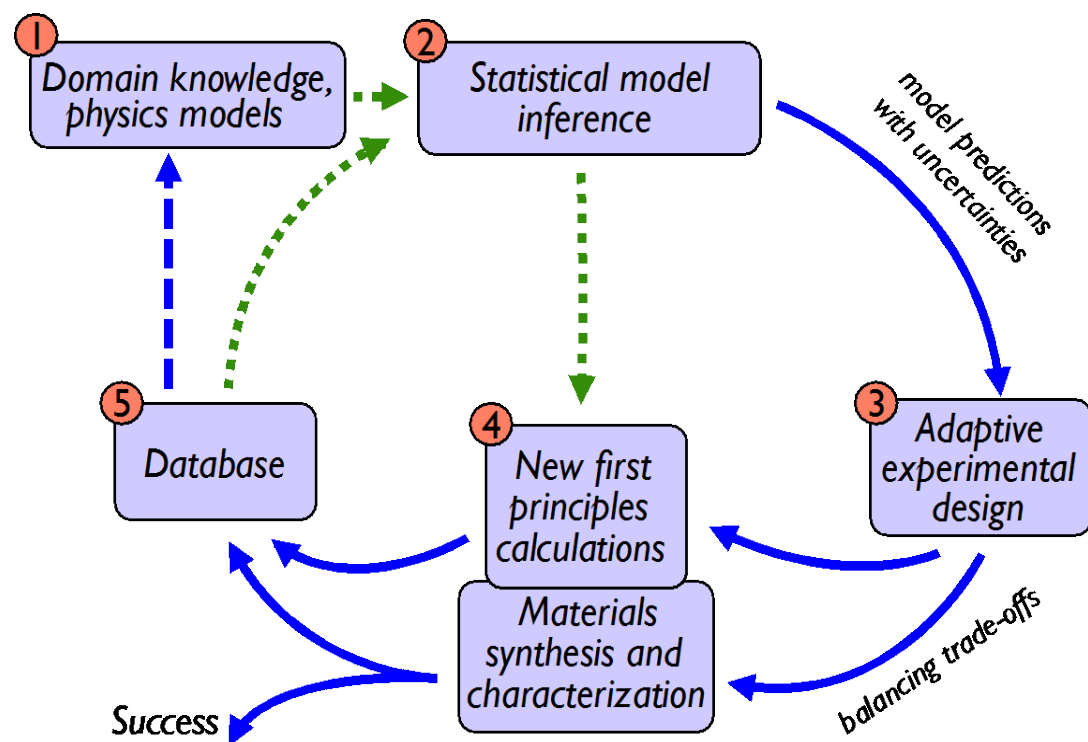 1
Domain knowledge,
physics models
2
Statistical model
inference
model predictions
with uncertainties
3
Adaptive
experimental
design
4
New first
principles
calculations
Materials
synthesis and
characterization
5
Database
balancing trade-offs
Success